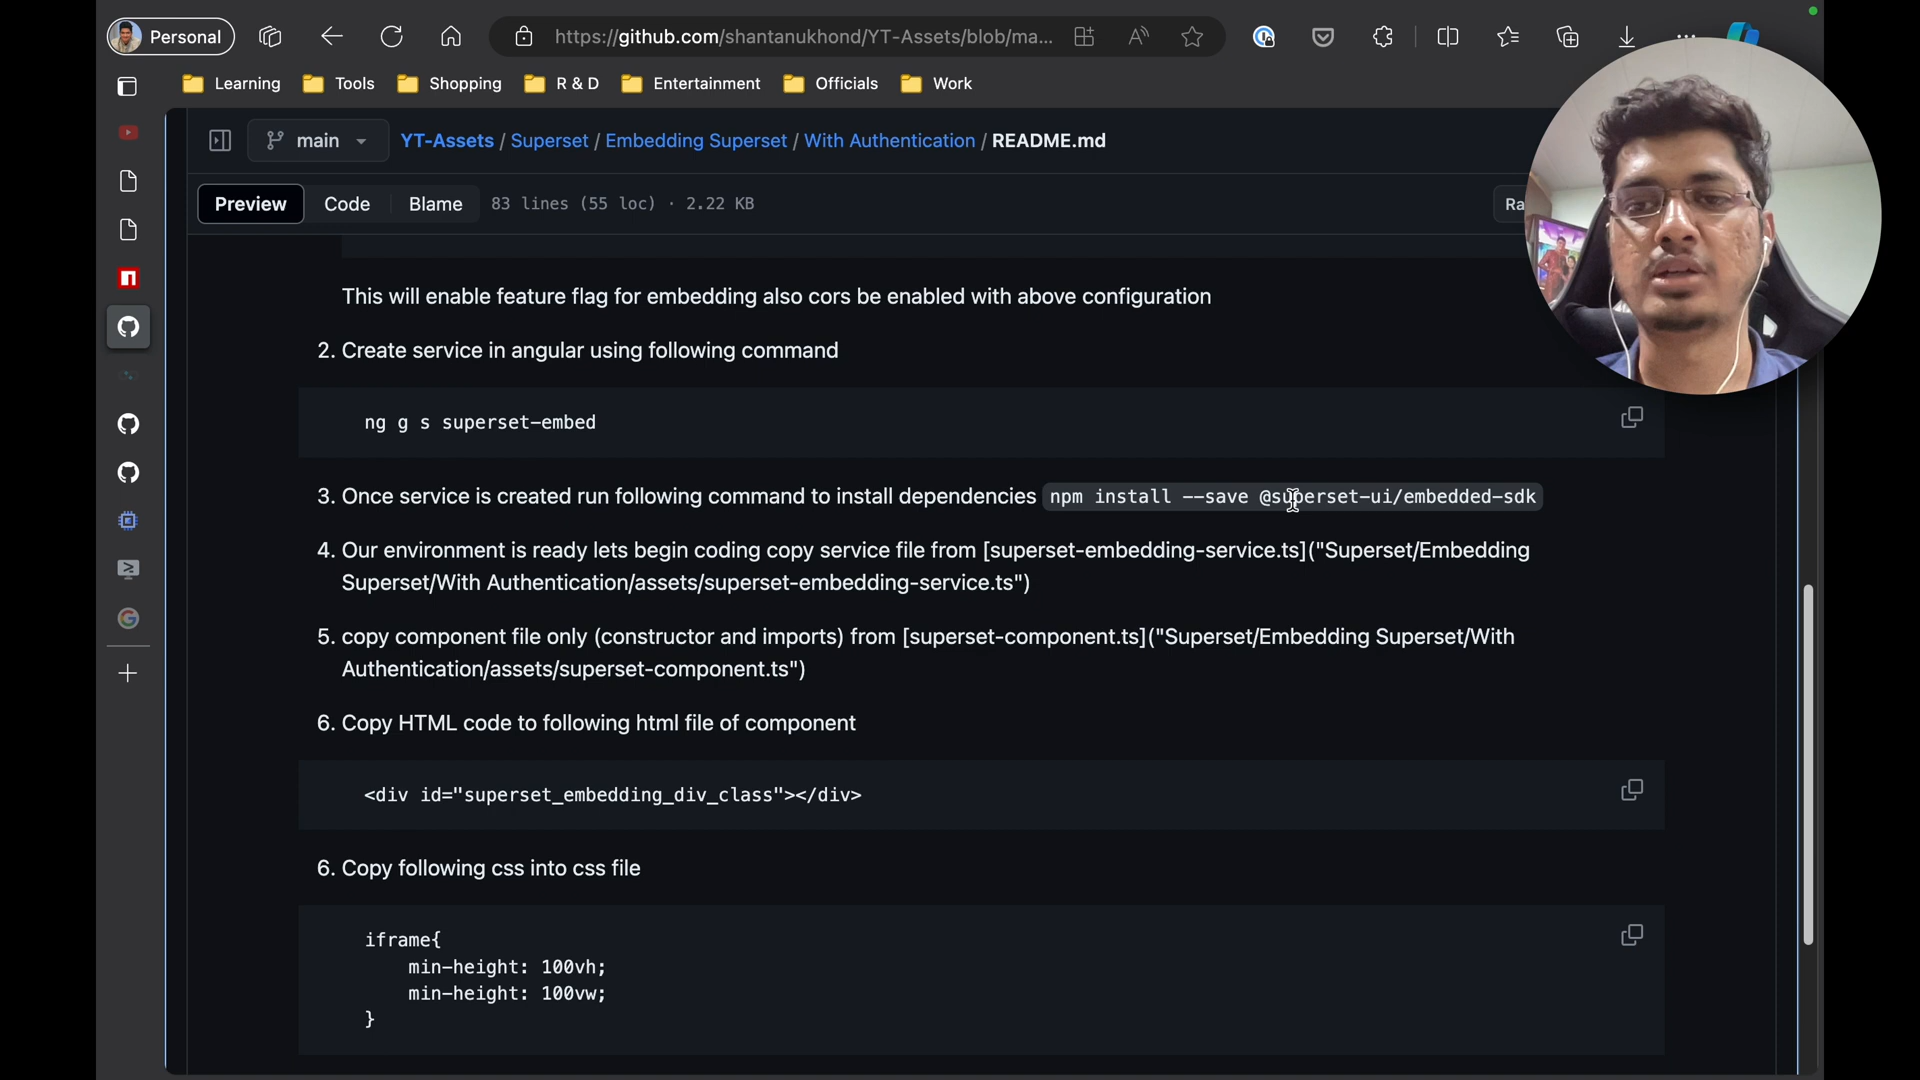 Personal
https://github.com/shantanukhond/YT-Assets/blob/ma...
Learning Tools Shopping R & D Entertainment Officials Work
main YT-Assets / Superset / Embedding Superset / With Authentication / README.md
Preview Code Blame 83 lines (55 loc) · 2.22 KB Ra
This will enable feature flag for embedding also cors be enabled with above configuration
2. Create service in angular using following command
ng g s superset-embed
3. Once service is created run following command to install dependencies npm install --save @superset-ui/embedded-sdk
4. Our environment is ready lets begin coding copy service file from [superset-embedding-service.ts]("Superset/Embedding
Superset/With Authentication/assets/superset-embedding-service.ts")
5. copy component file only (constructor and imports) from [superset-component.ts]("Superset/Embedding Superset/With
Authentication/assets/superset-component.ts")
6. Copy HTML code to following html file of component
<div id="superset_embedding_div_class"></div>
6. Copy following css into css file
iframe{
min-height: 100vh;
min-height: 100vw;
}